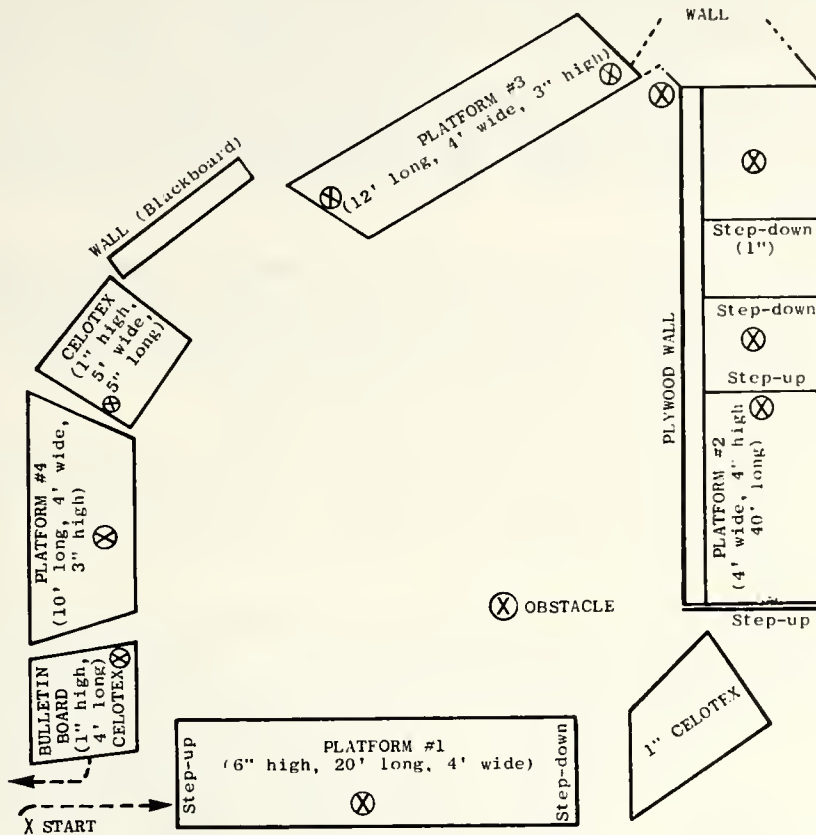 WALL
PLATFORM #3
(12' long, 4' wide, 3" high)
WALL (Blackboard)
Step-down
(1")
CELOTEX
(1" high,
5' wide,
5" long)
Step-down
Step-up
PLYWOOD WALL
PLATFORM #2
(4' wide, 4" high
40' long)
PLATFORM #4
(10' long, 4' wide,
3" high)
X OBSTACLE
Step-up
BULLETIN
BOARD
(1" high,
4' long)
CELOTEX
1" CELOTEX
Step-up
PLATFORM #1
(6" high, 20' long, 4' wide)
Step-down
X START